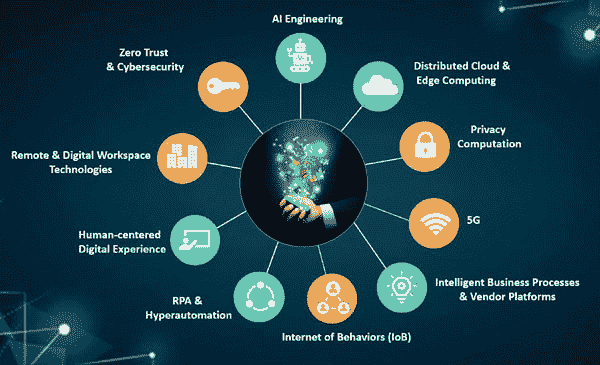 AI Engineering
Zero Trust
& Cybersecurity
Distributed Cloud &
Edge Computing
Privacy
Computation
Remote & Digital Workspace
Technologies
5G
Human-centered
Digital Experience
Intelligent Business Processes
& Vendor Platforms
RPA &
Hyperautomation
Internet of Behaviors (IoB)